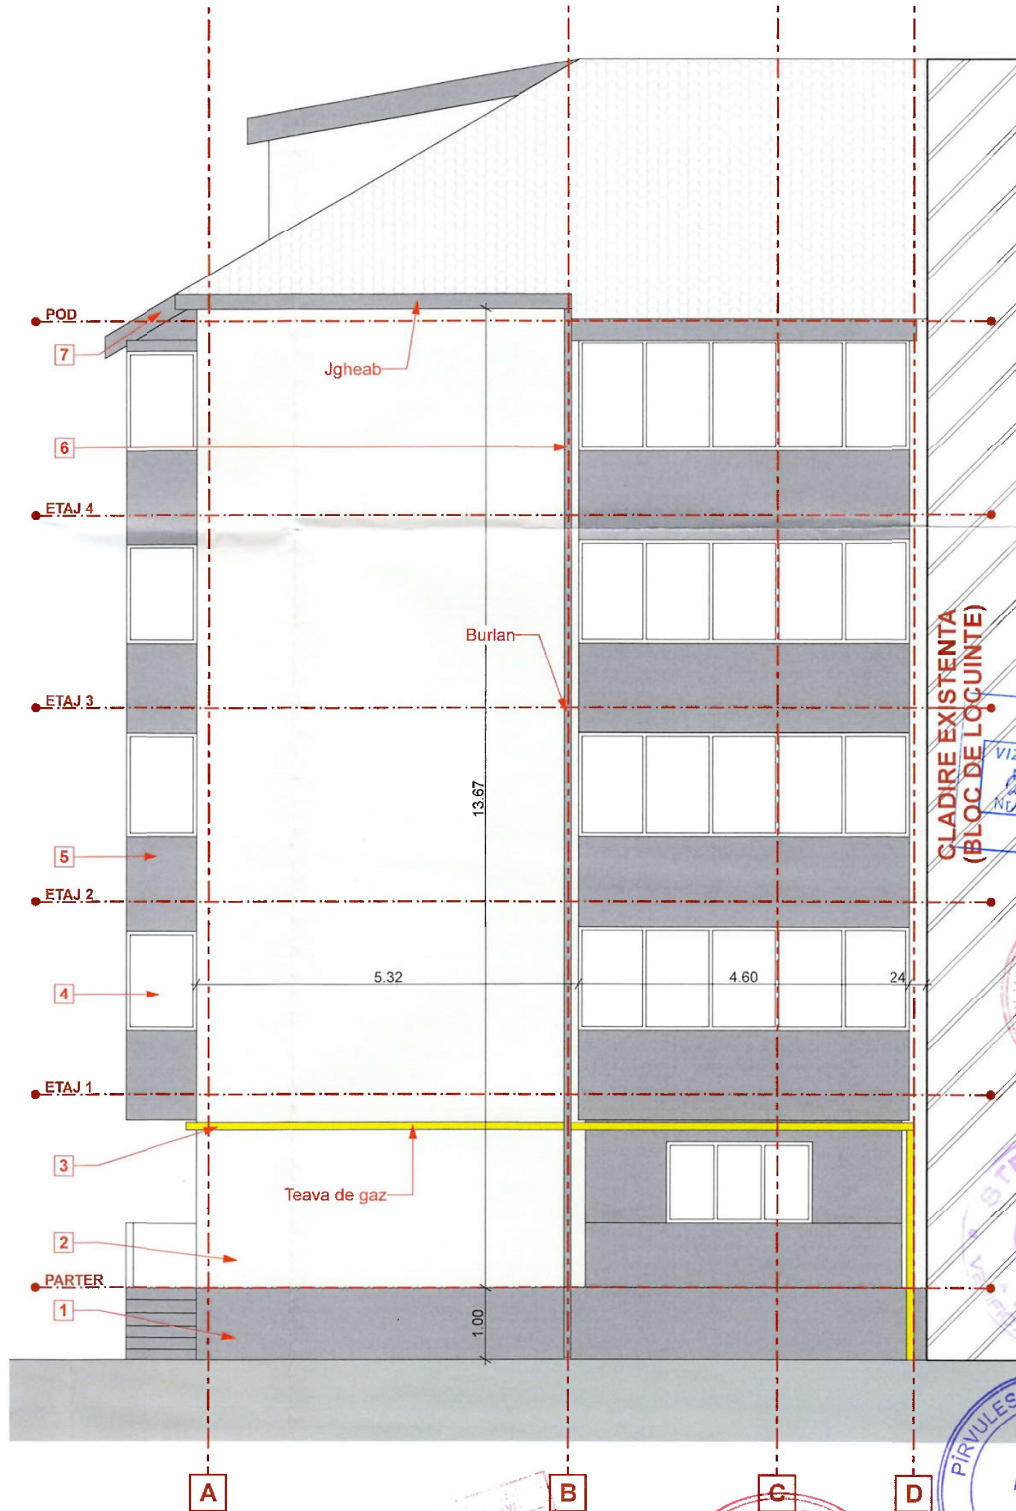 POD
7
Jgheab
6
ETAJ 4
Burlan
ETAJ 3
CLADIRE EXISTENTA
(BLOC DE LOCUINTE)
13.67
5
ETAJ 2
4
5.32
4.60
24
ETAJ 1
3
Teava de gaz
2
PARTER
1
1.00
A
B
C
D